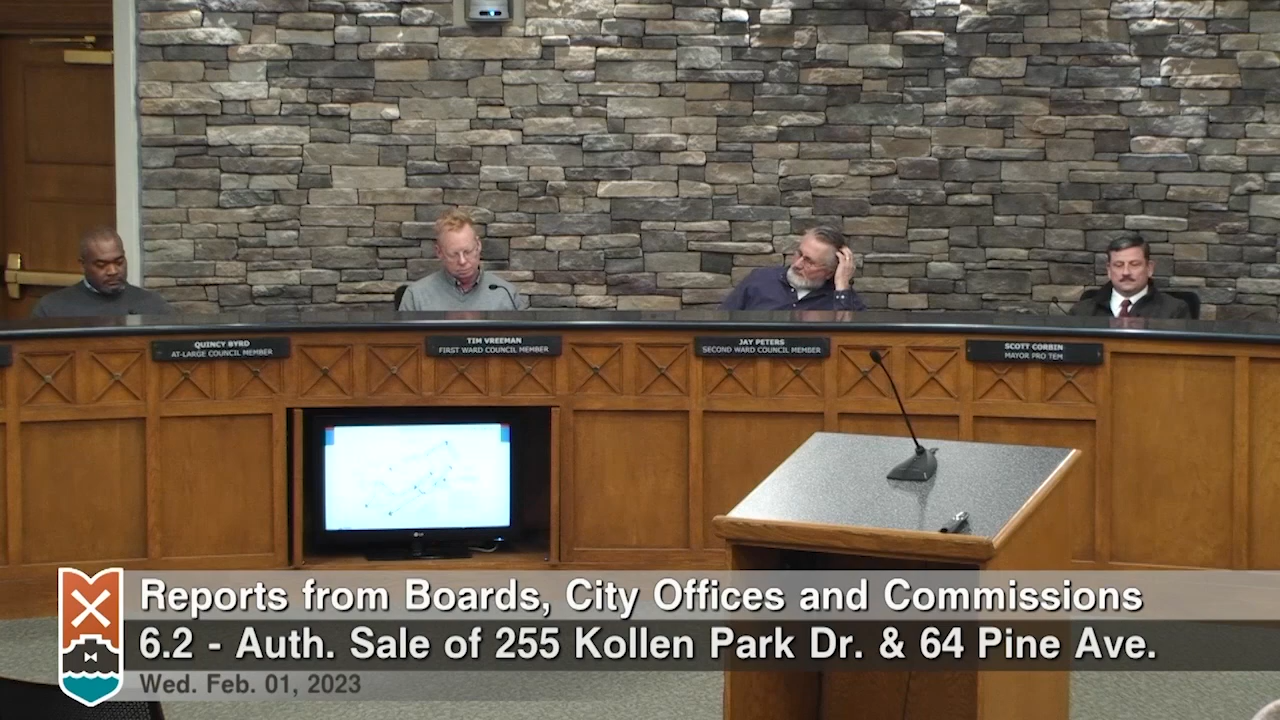 QUINCY BYRD
AT-LARGE COUNCIL MEMBER
TIM VREEMAN
FIRST WARD COUNCIL MEMBER
JAY PETERS
SECOND WARD COUNCIL MEMBER
SCOTT CORBIN
MAYOR PRO TEM
LG
Reports from Boards, City Offices and Commissions
6.2 - Auth. Sale of 255 Kollen Park Dr. & 64 Pine Ave.
Wed. Feb. 01, 2023